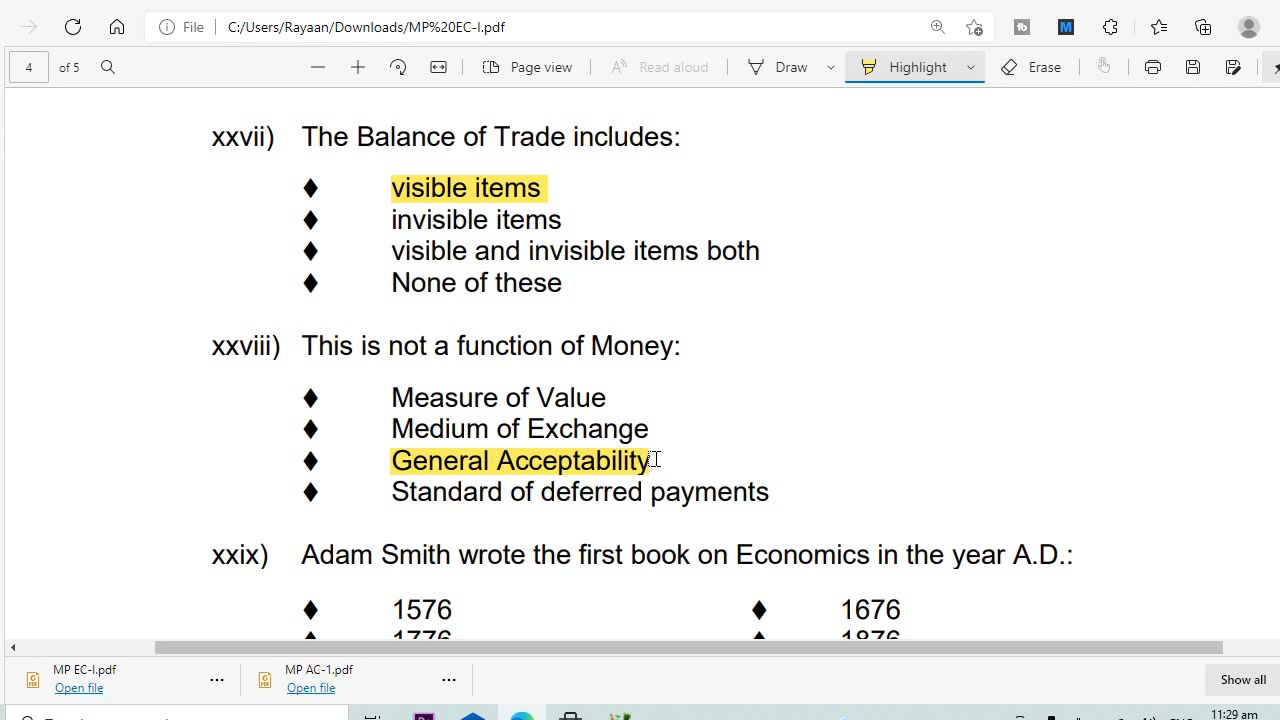 File C:/Users/Rayaan/Downloads/MP%20EC-I.pdf
4 of 5 Page view Read aloud Draw Highlight Erase
xxvii) The Balance of Trade includes:
♦ visible items
♦ invisible items
♦ visible and invisible items both
♦ None of these
xxviii) This is not a function of Money:
♦ Measure of Value
♦ Medium of Exchange
♦ General Acceptability
♦ Standard of deferred payments
xxix) Adam Smith wrote the first book on Economics in the year A.D.:
♦ 1576 ♦ 1676
♦ 1776 ♦ 1876
MP EC-I.pdf ... MP AC-1.pdf ... Show all
Open file Open file
11:29 am